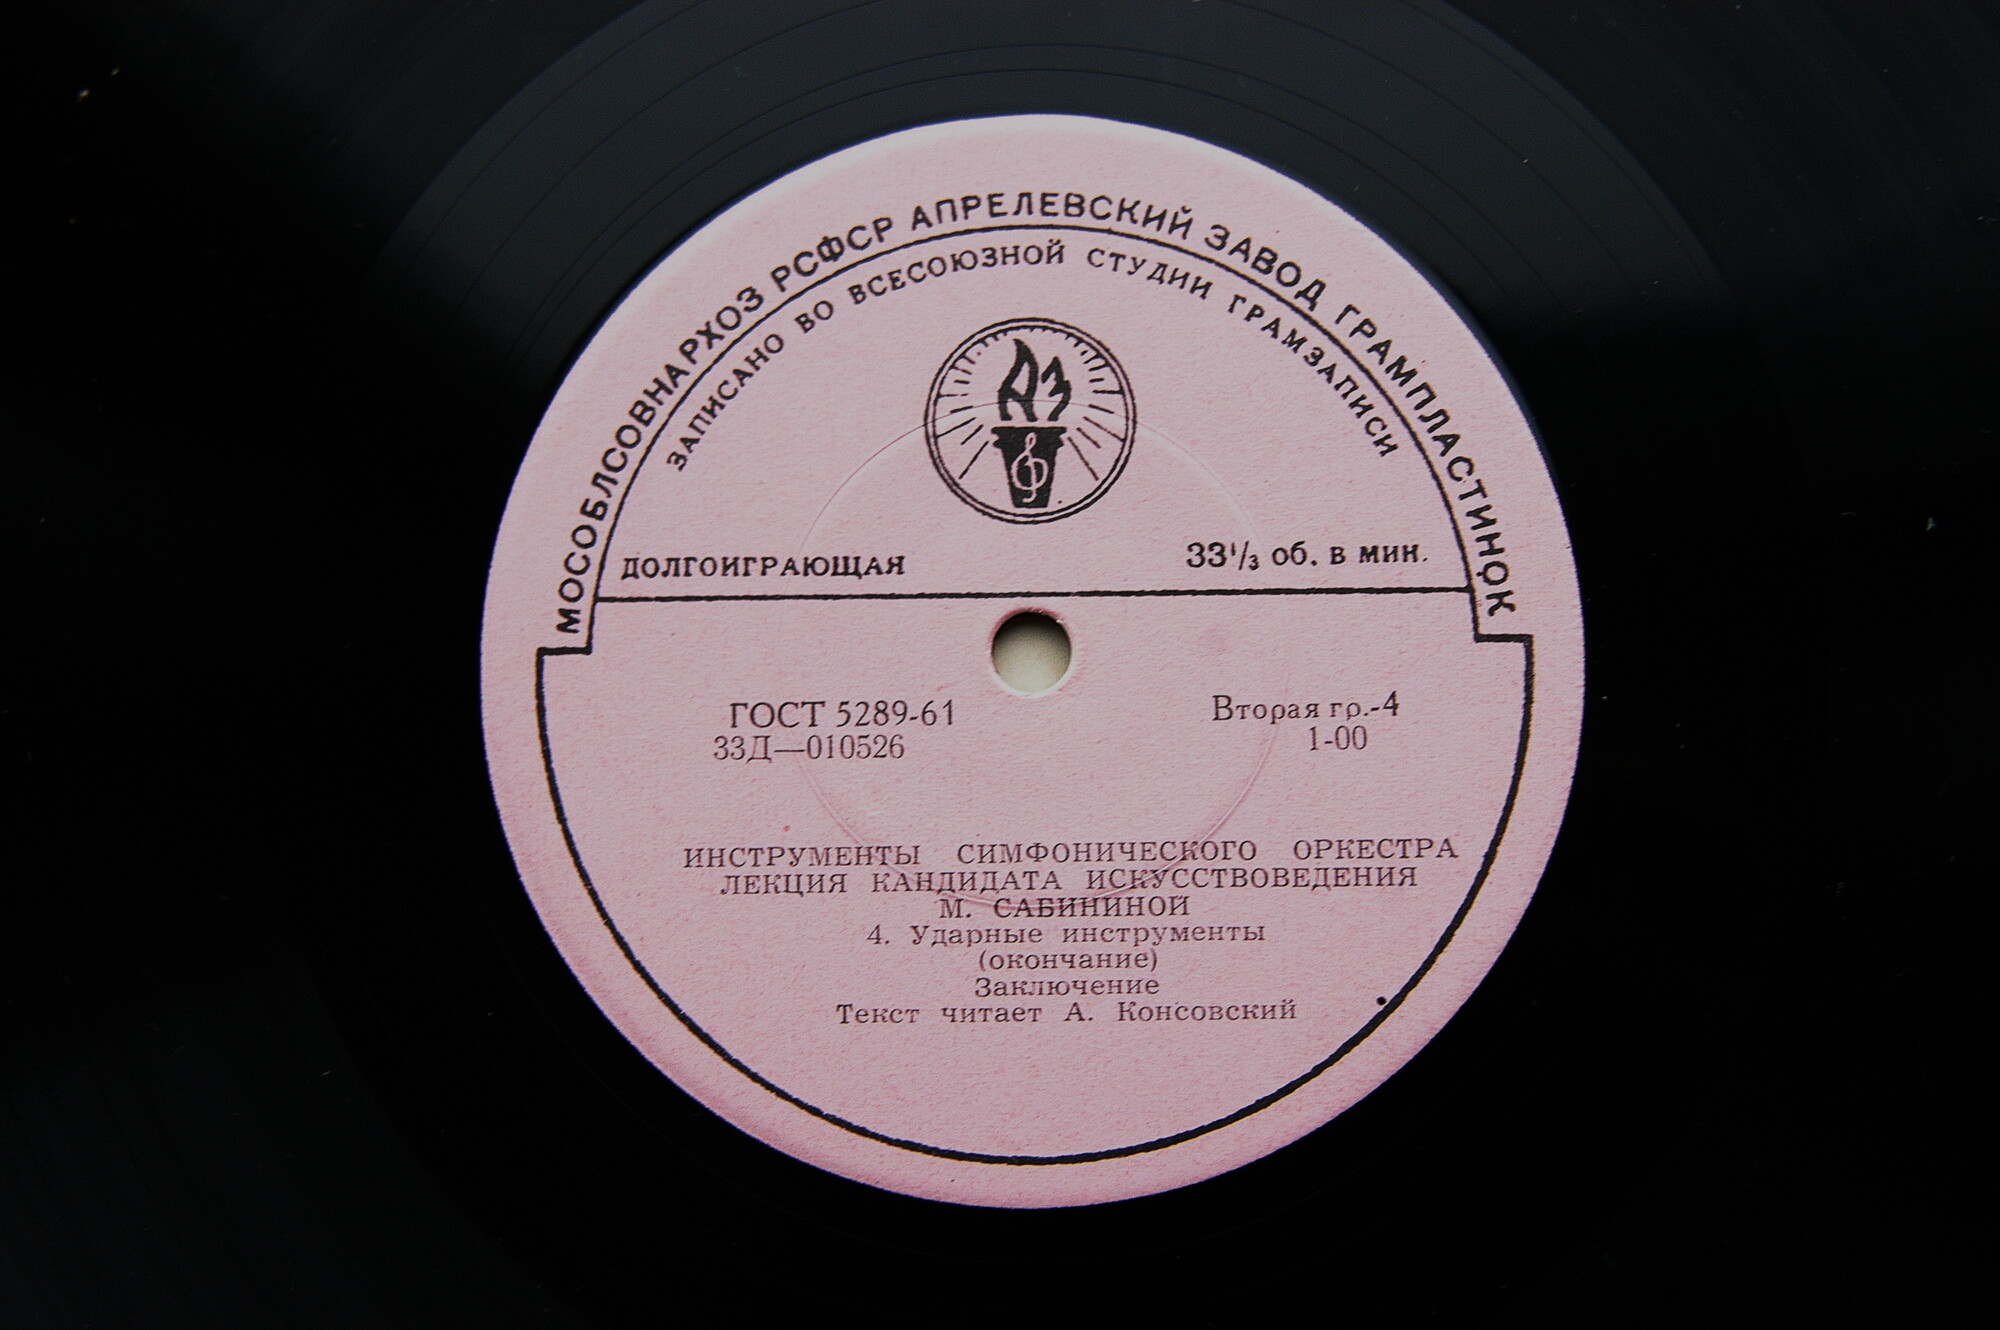 МОСОБЛСОВНАРХОЗ РСФСР АПРЕЛЕВСКИЙ ЗАВОД ГРАМПЛАСТИНОК
ЗАПИСАНО ВО ВСЕСОЮЗНОЙ СТУДИИ ГРАМЗАПИСИ
АЗ
ДОЛГОИГРАЮЩАЯ 33⅓ об. в мин.
ГОСТ 5289-61 Вторая гр.-4
33Д—010526 1-00
ИНСТРУМЕНТЫ СИМФОНИЧЕСКОГО ОРКЕСТРА
ЛЕКЦИЯ КАНДИДАТА ИСКУССТВОВЕДЕНИЯ
М. САБИНИНОЙ
4. Ударные инструменты
(окончание)
Заключение
Текст читает А. Консовский